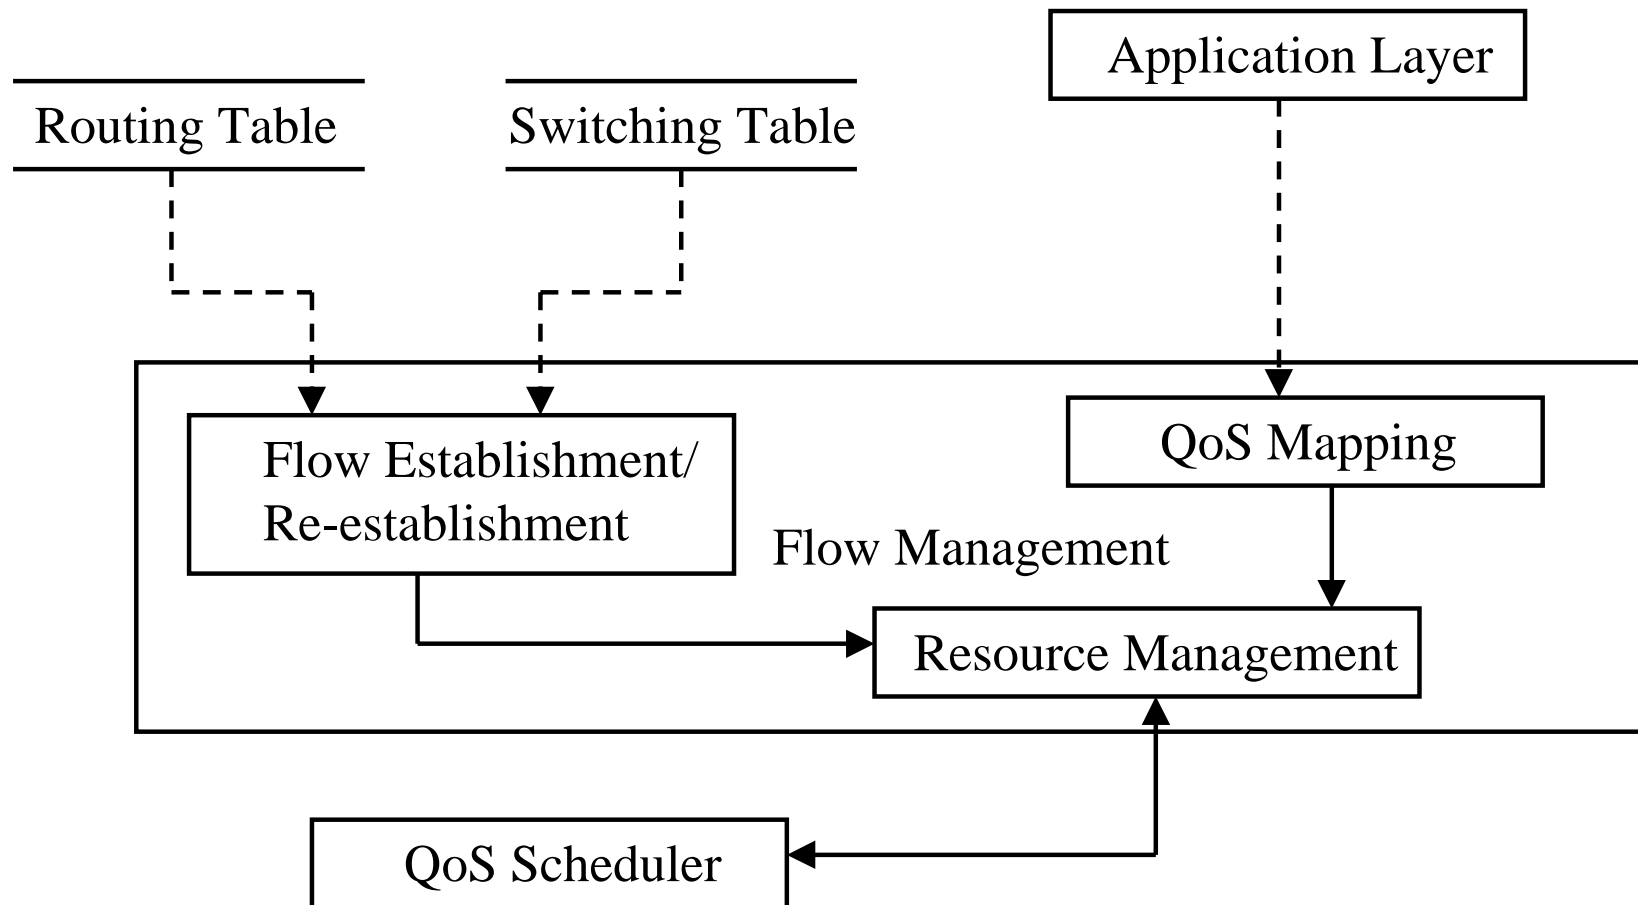 Application Layer
Routing Table
Switching Table
Flow Establishment/
Re-establishment
QoS Mapping
Flow Management
Resource Management
QoS Scheduler